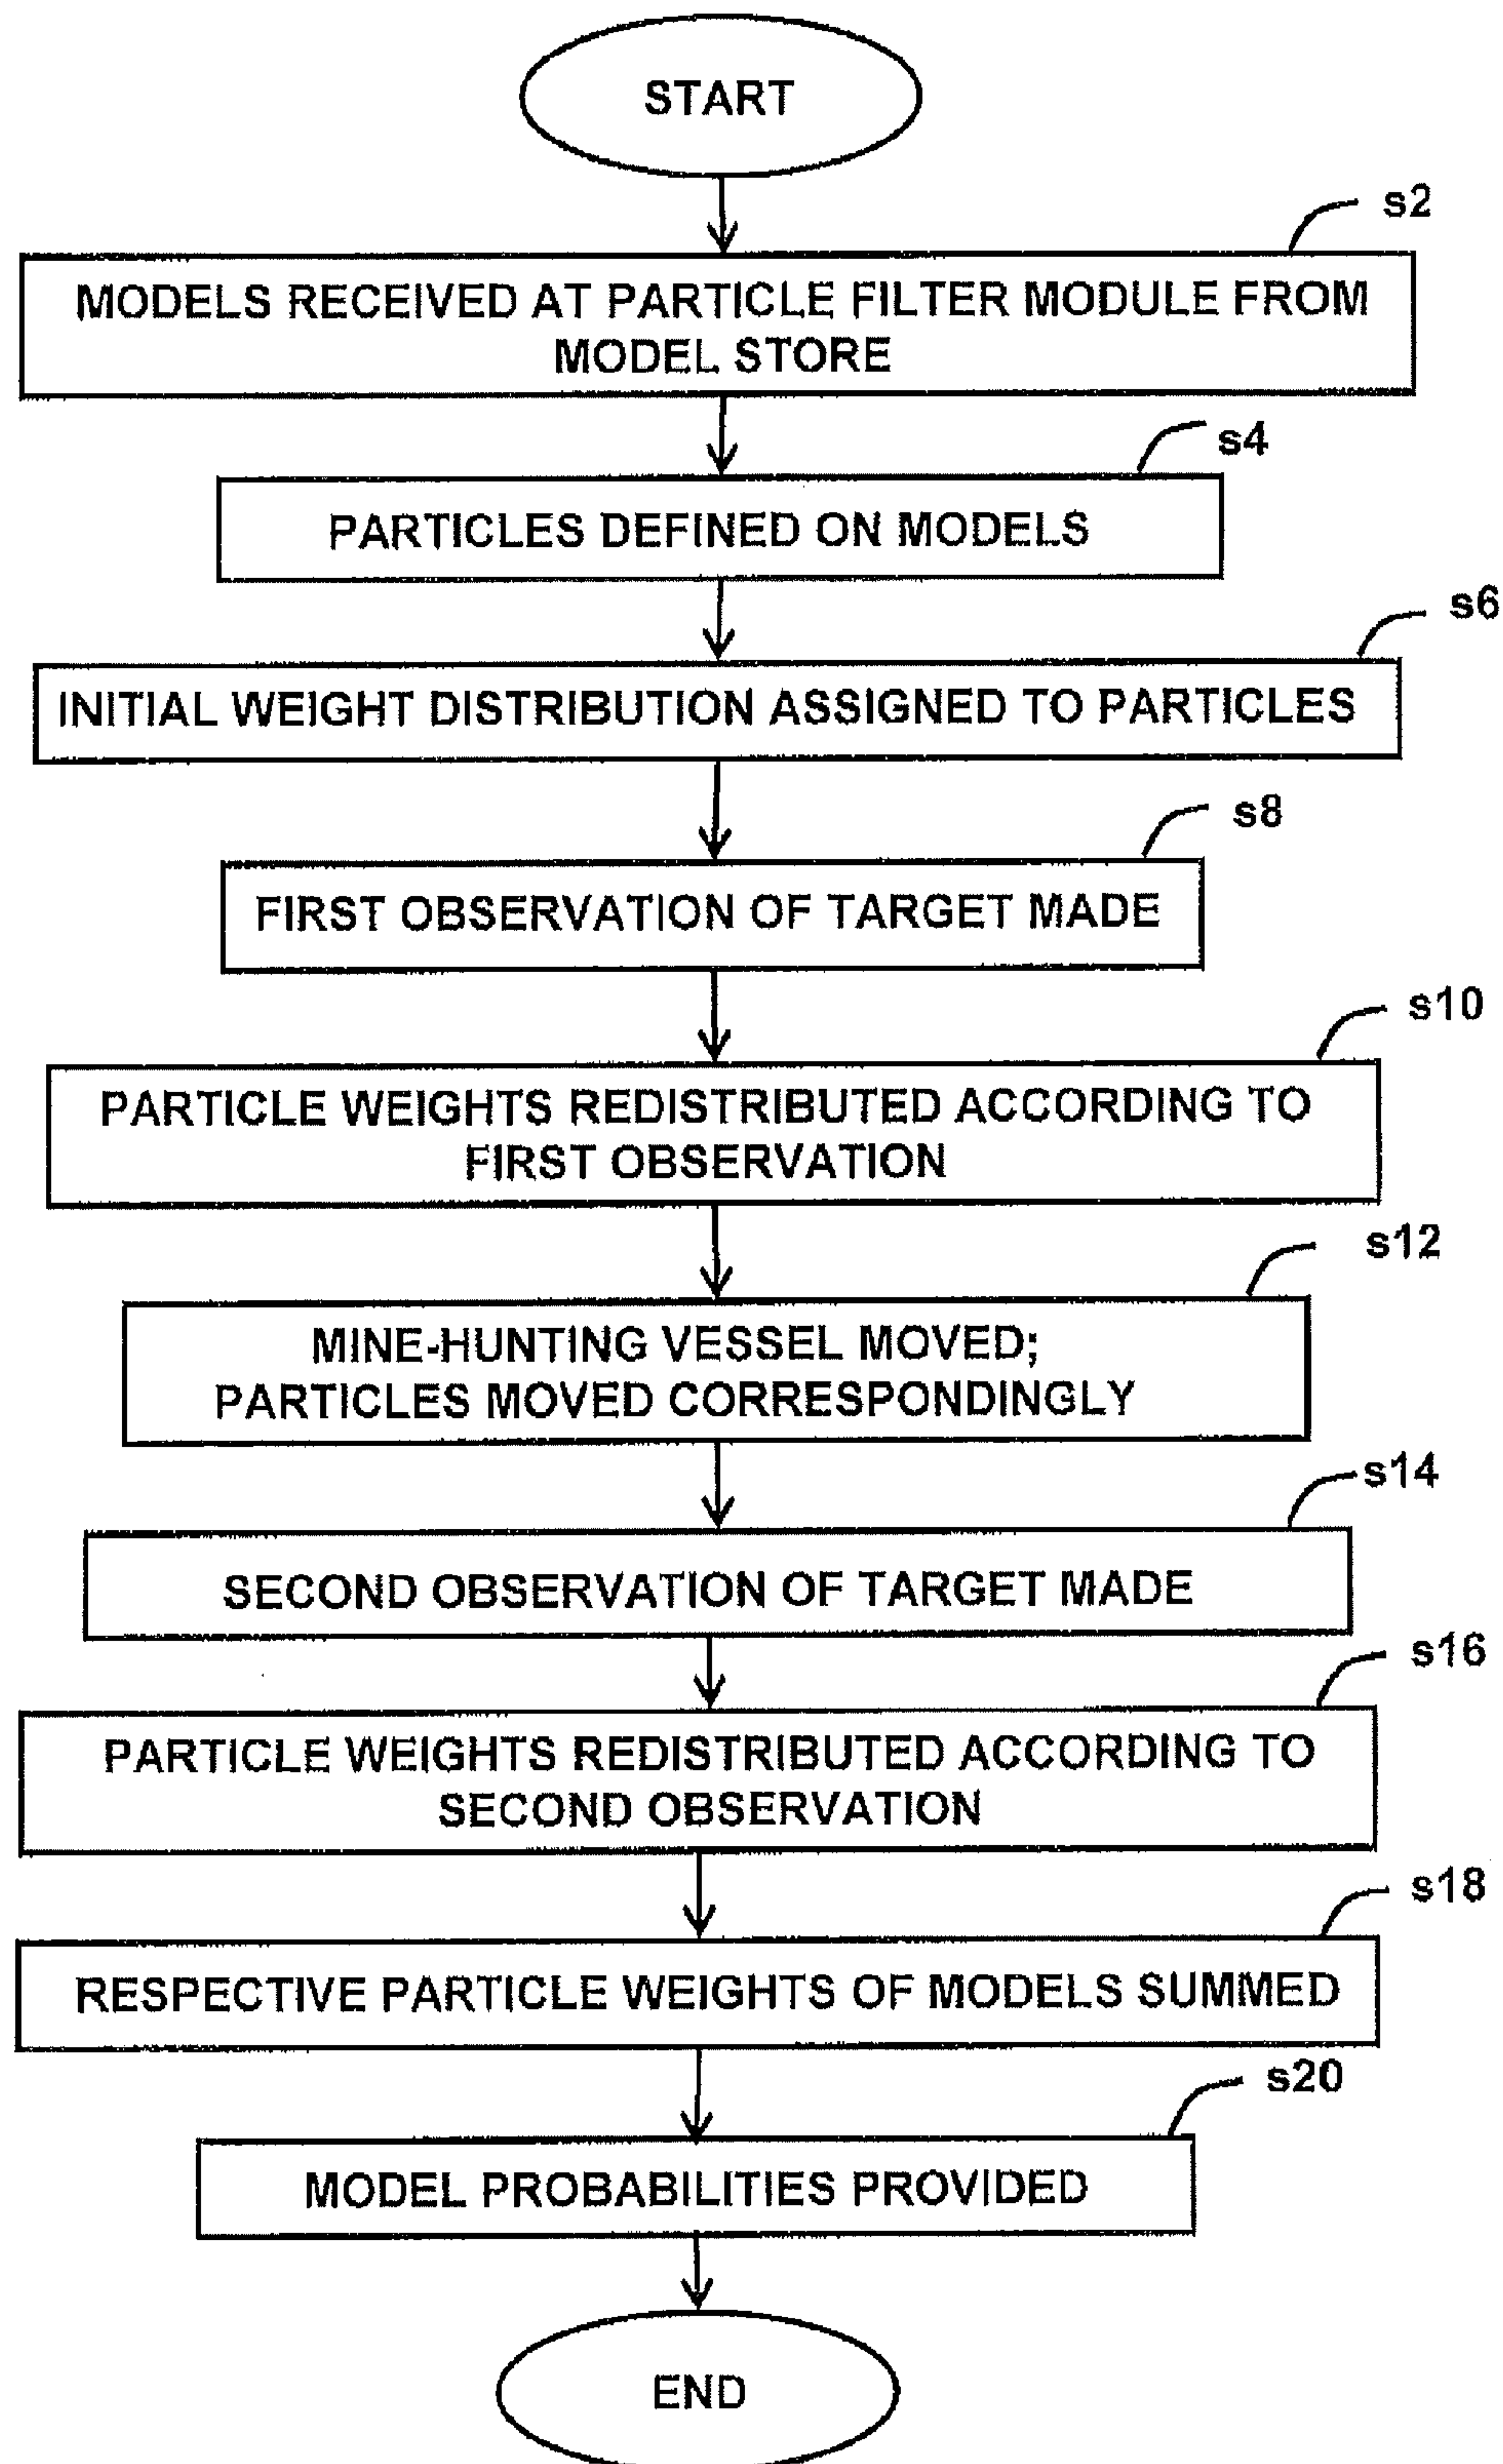 START
s2
MODELS RECEIVED AT PARTICLE FILTER MODULE FROM
MODEL STORE
s4
PARTICLES DEFINED ON MODELS
s6
INITIAL WEIGHT DISTRIBUTION ASSIGNED TO PARTICLES
s8
FIRST OBSERVATION OF TARGET MADE
s10
PARTICLE WEIGHTS REDISTRIBUTED ACCORDING TO
FIRST OBSERVATION
s12
MINE-HUNTING VESSEL MOVED;
PARTICLES MOVED CORRESPONDINGLY
s14
SECOND OBSERVATION OF TARGET MADE
s16
PARTICLE WEIGHTS REDISTRIBUTED ACCORDING TO
SECOND OBSERVATION
s18
RESPECTIVE PARTICLE WEIGHTS OF MODELS SUMMED
s20
MODEL PROBABILITIES PROVIDED
END